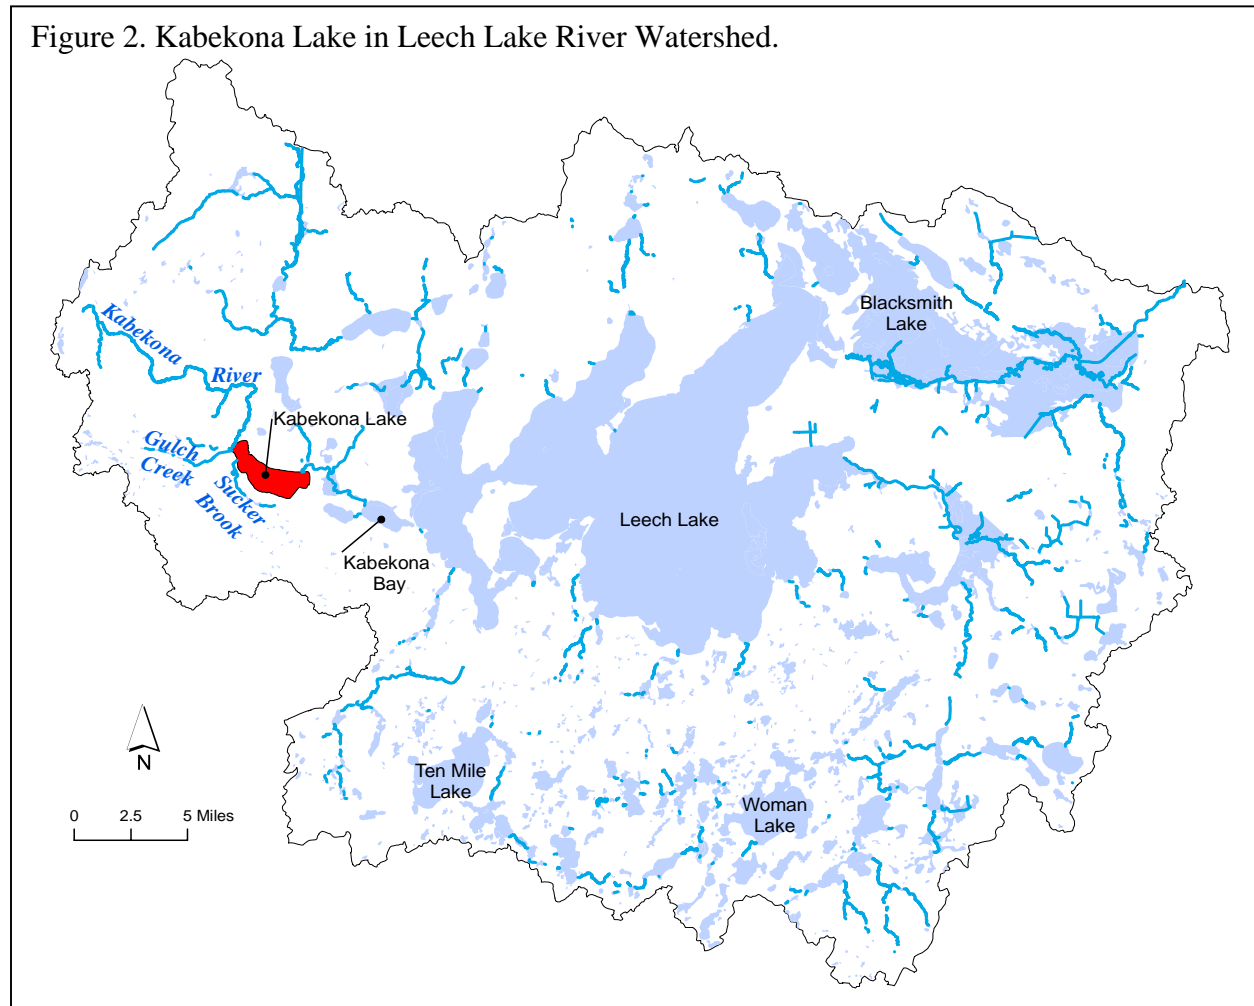 Figure 2. Kabekona Lake in Leech Lake River Watershed.
Blacksmith
Lake
Kabekona
River
Kabekona Lake
Gulch
Creek
Sucker
Brook
Leech Lake
Kabekona
Bay
N
Ten Mile
Lake
Woman
Lake
0 2.5 5 Miles